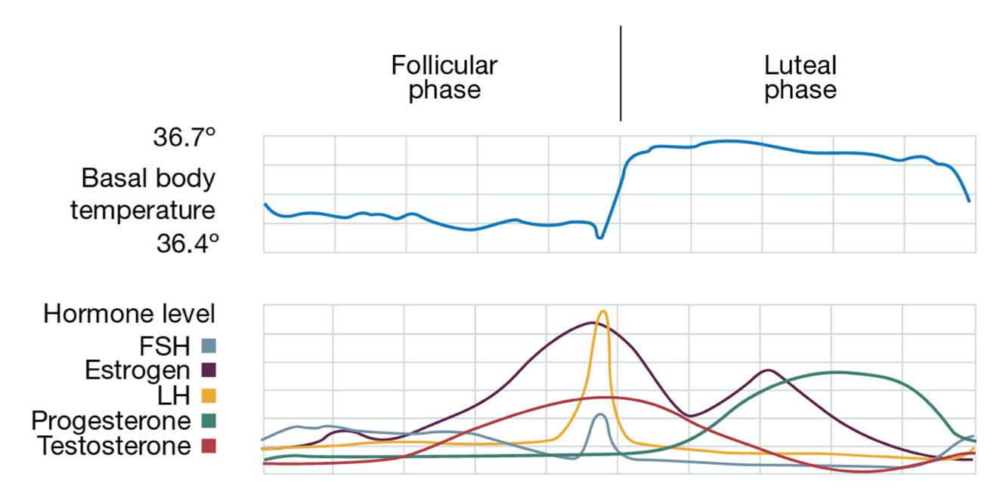 Follicular
phase
Luteal
phase
36.7°
Basal body
temperature
36.4°
Hormone level
FSH
Estrogen
LH
Progesterone
Testosterone